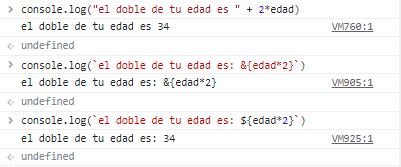 > console.log("el doble de tu edad es " + 2*edad)
el doble de tu edad es 34 VM760:1
< undefined
> console.log(`el doble de tu edad es: &{edad*2}`)
el doble de tu edad es: &{edad*2} VM905:1
< undefined
> console.log(`el doble de tu edad es: ${edad*2}`)
el doble de tu edad es: 34 VM925:1
< undefined